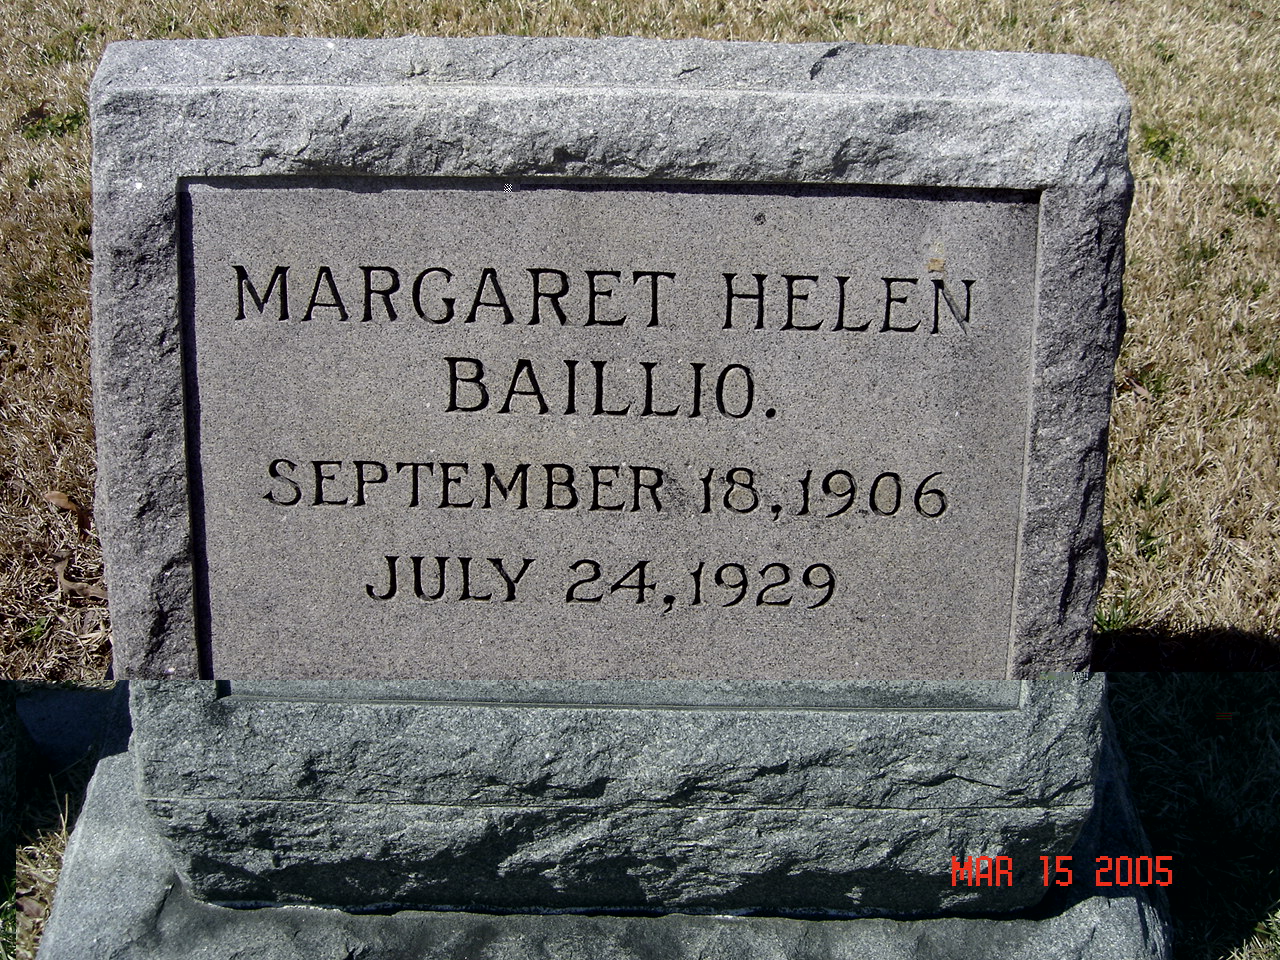 MARGARET HELEN
BAILLIO.
SEPTEMBER 18,1906
JULY 24,1929
MAR 15 2005